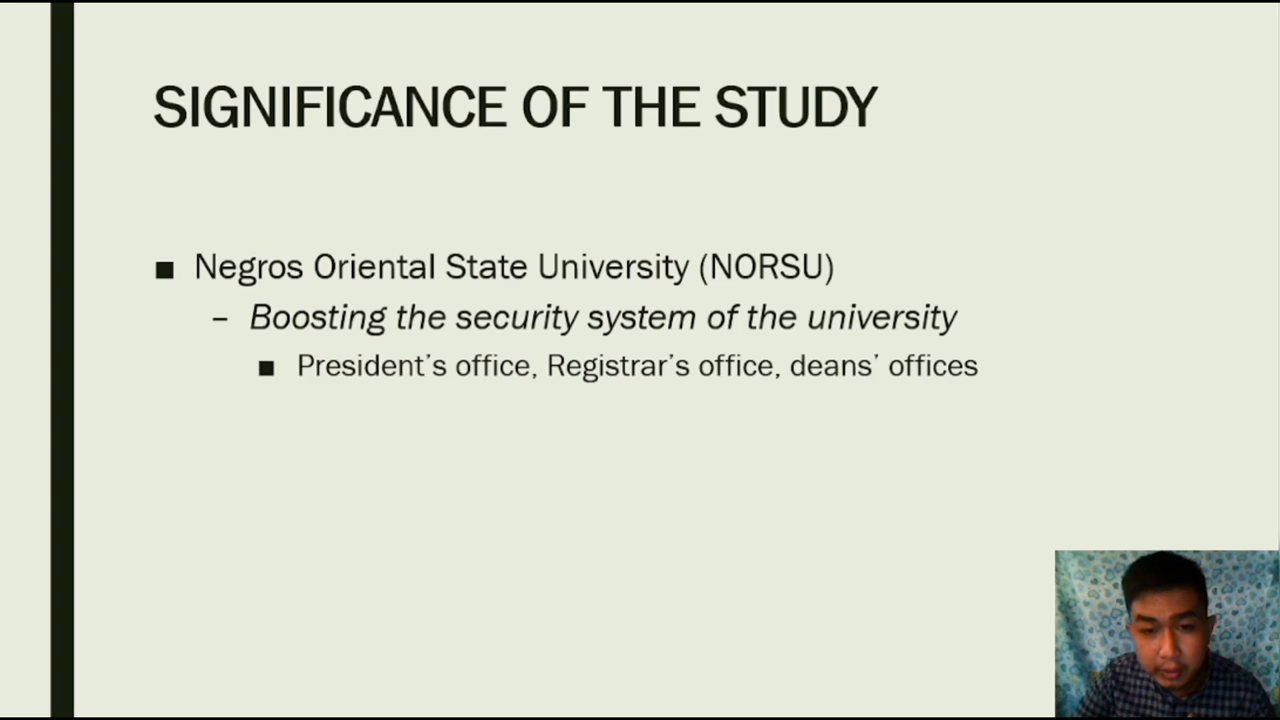 SIGNIFICANCE OF THE STUDY
■ Negros Oriental State University (NORSU)
– Boosting the security system of the university
■ President’s office, Registrar’s office, deans’ offices